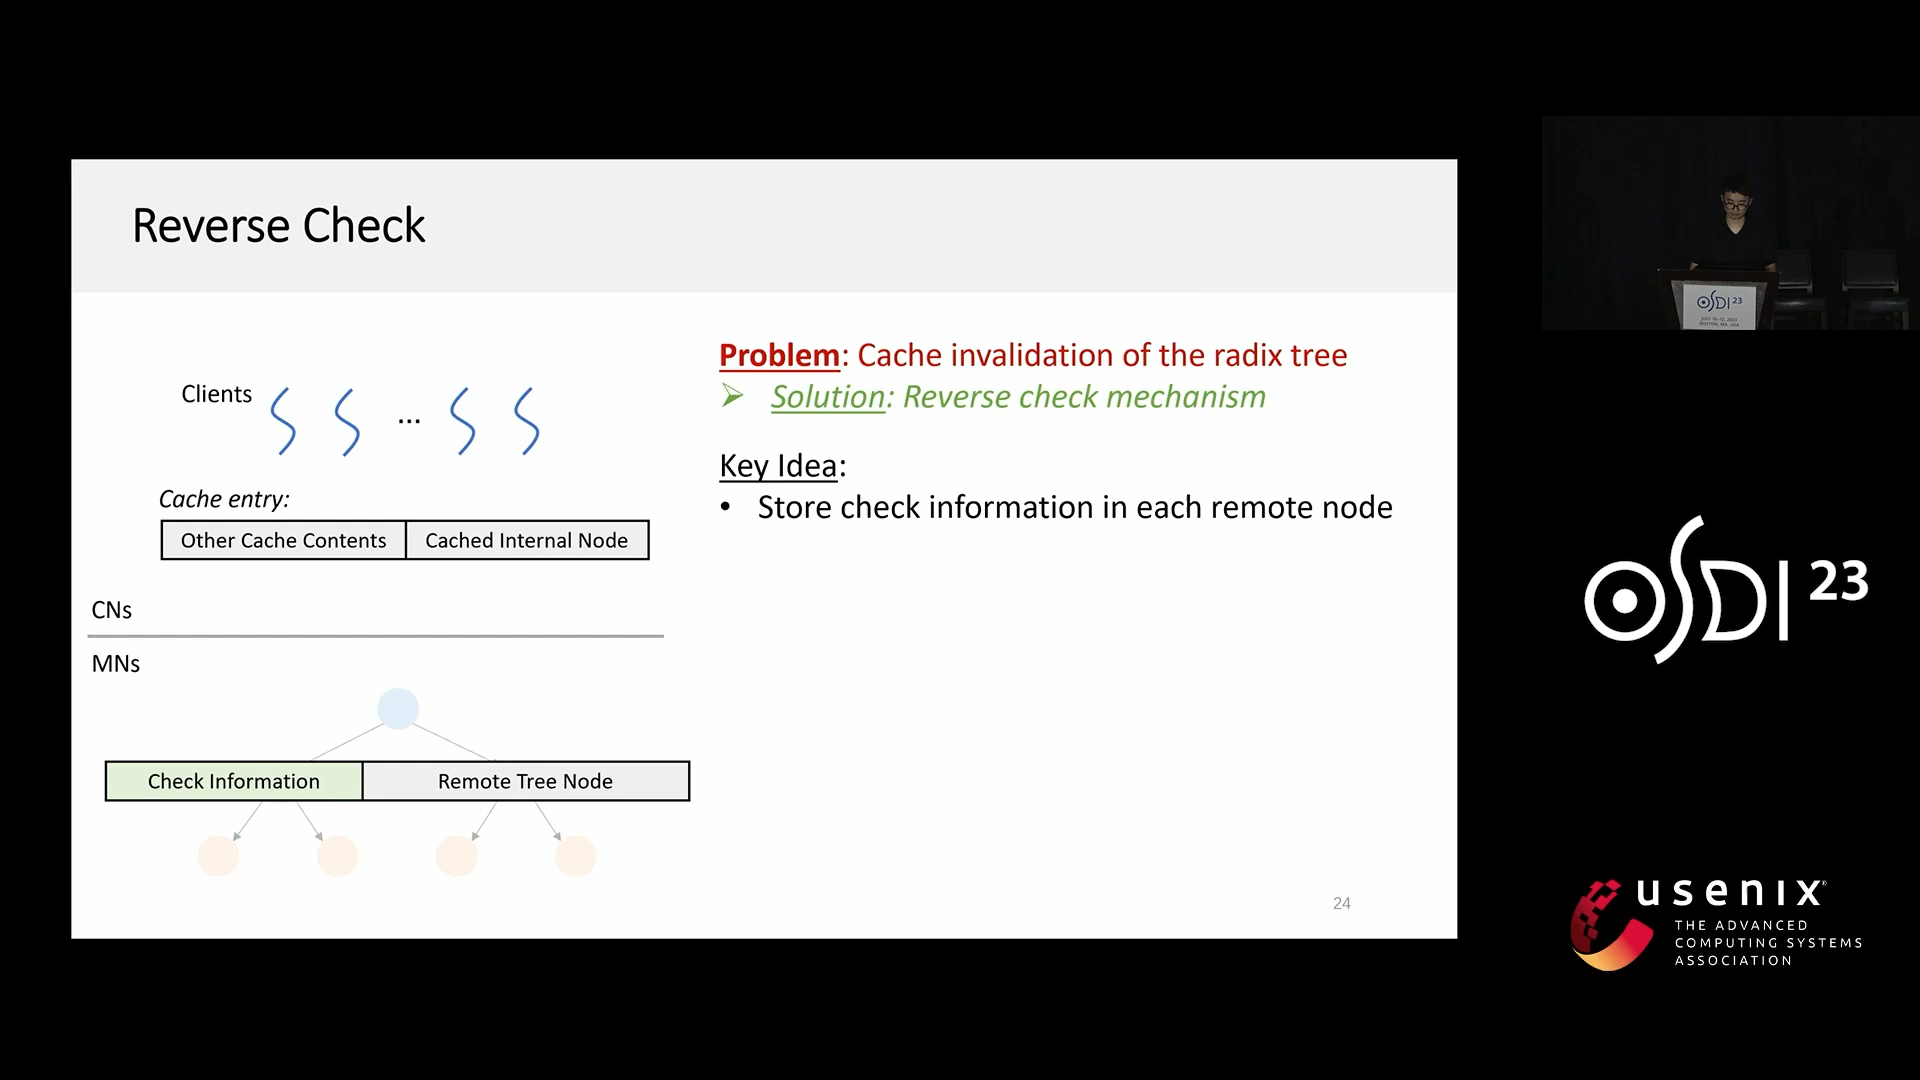 Reverse Check
Clients
...
Cache entry:
Other Cache Contents
Cached Internal Node
CNs
MNs
Check Information
Remote Tree Node
Problem: Cache invalidation of the radix tree
Solution: Reverse check mechanism
Key Idea:
• Store check information in each remote node
24
OSDI 23
OSDI 23
usenix
THE ADVANCED
COMPUTING SYSTEMS
ASSOCIATION